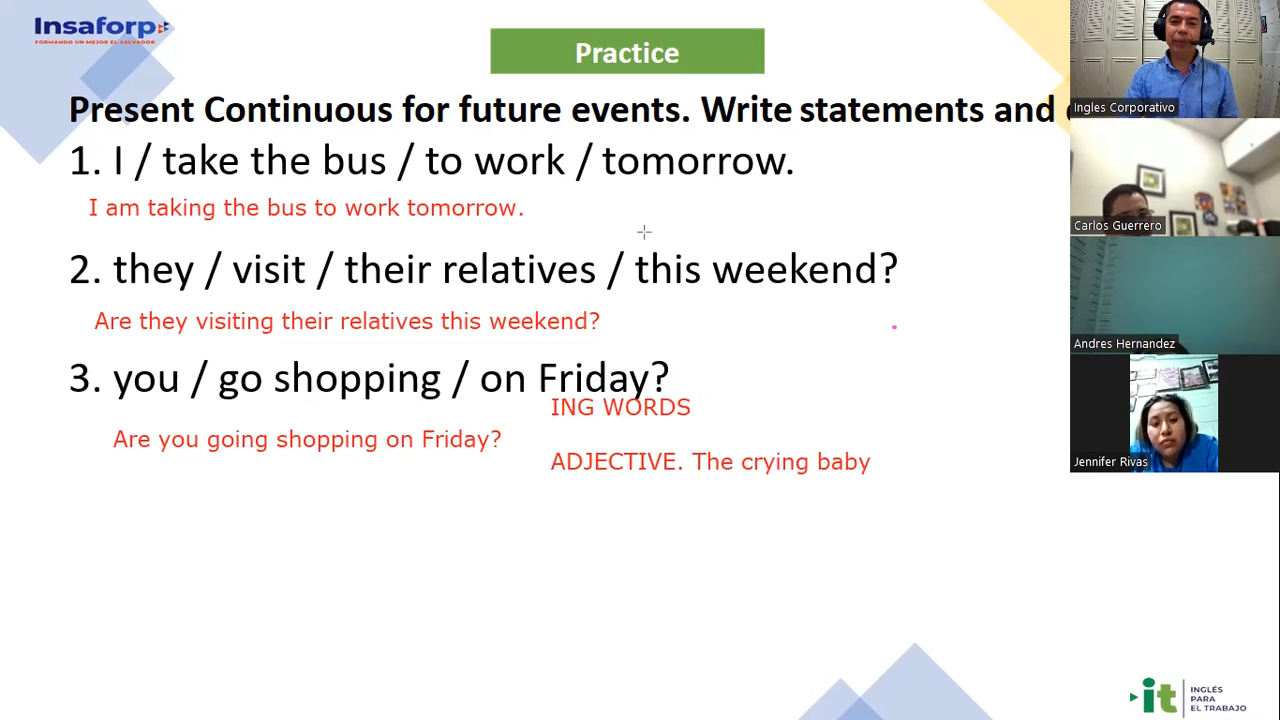 Insaforp
FORMANDO UN MEJOR EL SALVADOR
Practice
Present Continuous for future events. Write statements and
1. I / take the bus / to work / tomorrow.
I am taking the bus to work tomorrow.
2. they / visit / their relatives / this weekend?
Are they visiting their relatives this weekend?
3. you / go shopping / on Friday?
ING WORDS
Are you going shopping on Friday?
ADJECTIVE. The crying baby
Ingles Corporativo
Carlos Guerrero
Andres Hernandez
Jennifer Rivas
it
INGLÉS
PARA
EL TRABAJO